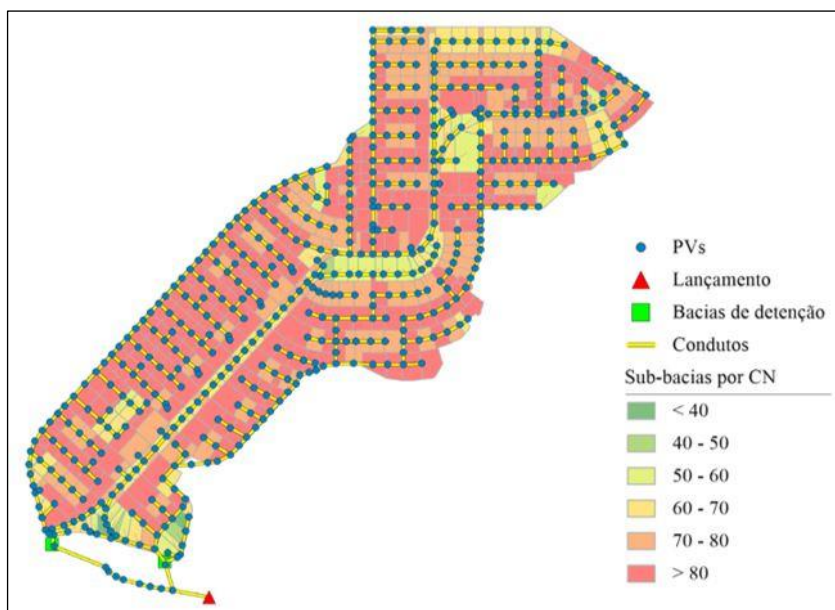 PVs
Lançamento
Bacias de detenção
Condutos
Sub-bacias por CN
< 40
40 - 50
50 - 60
60 - 70
70 - 80
> 80